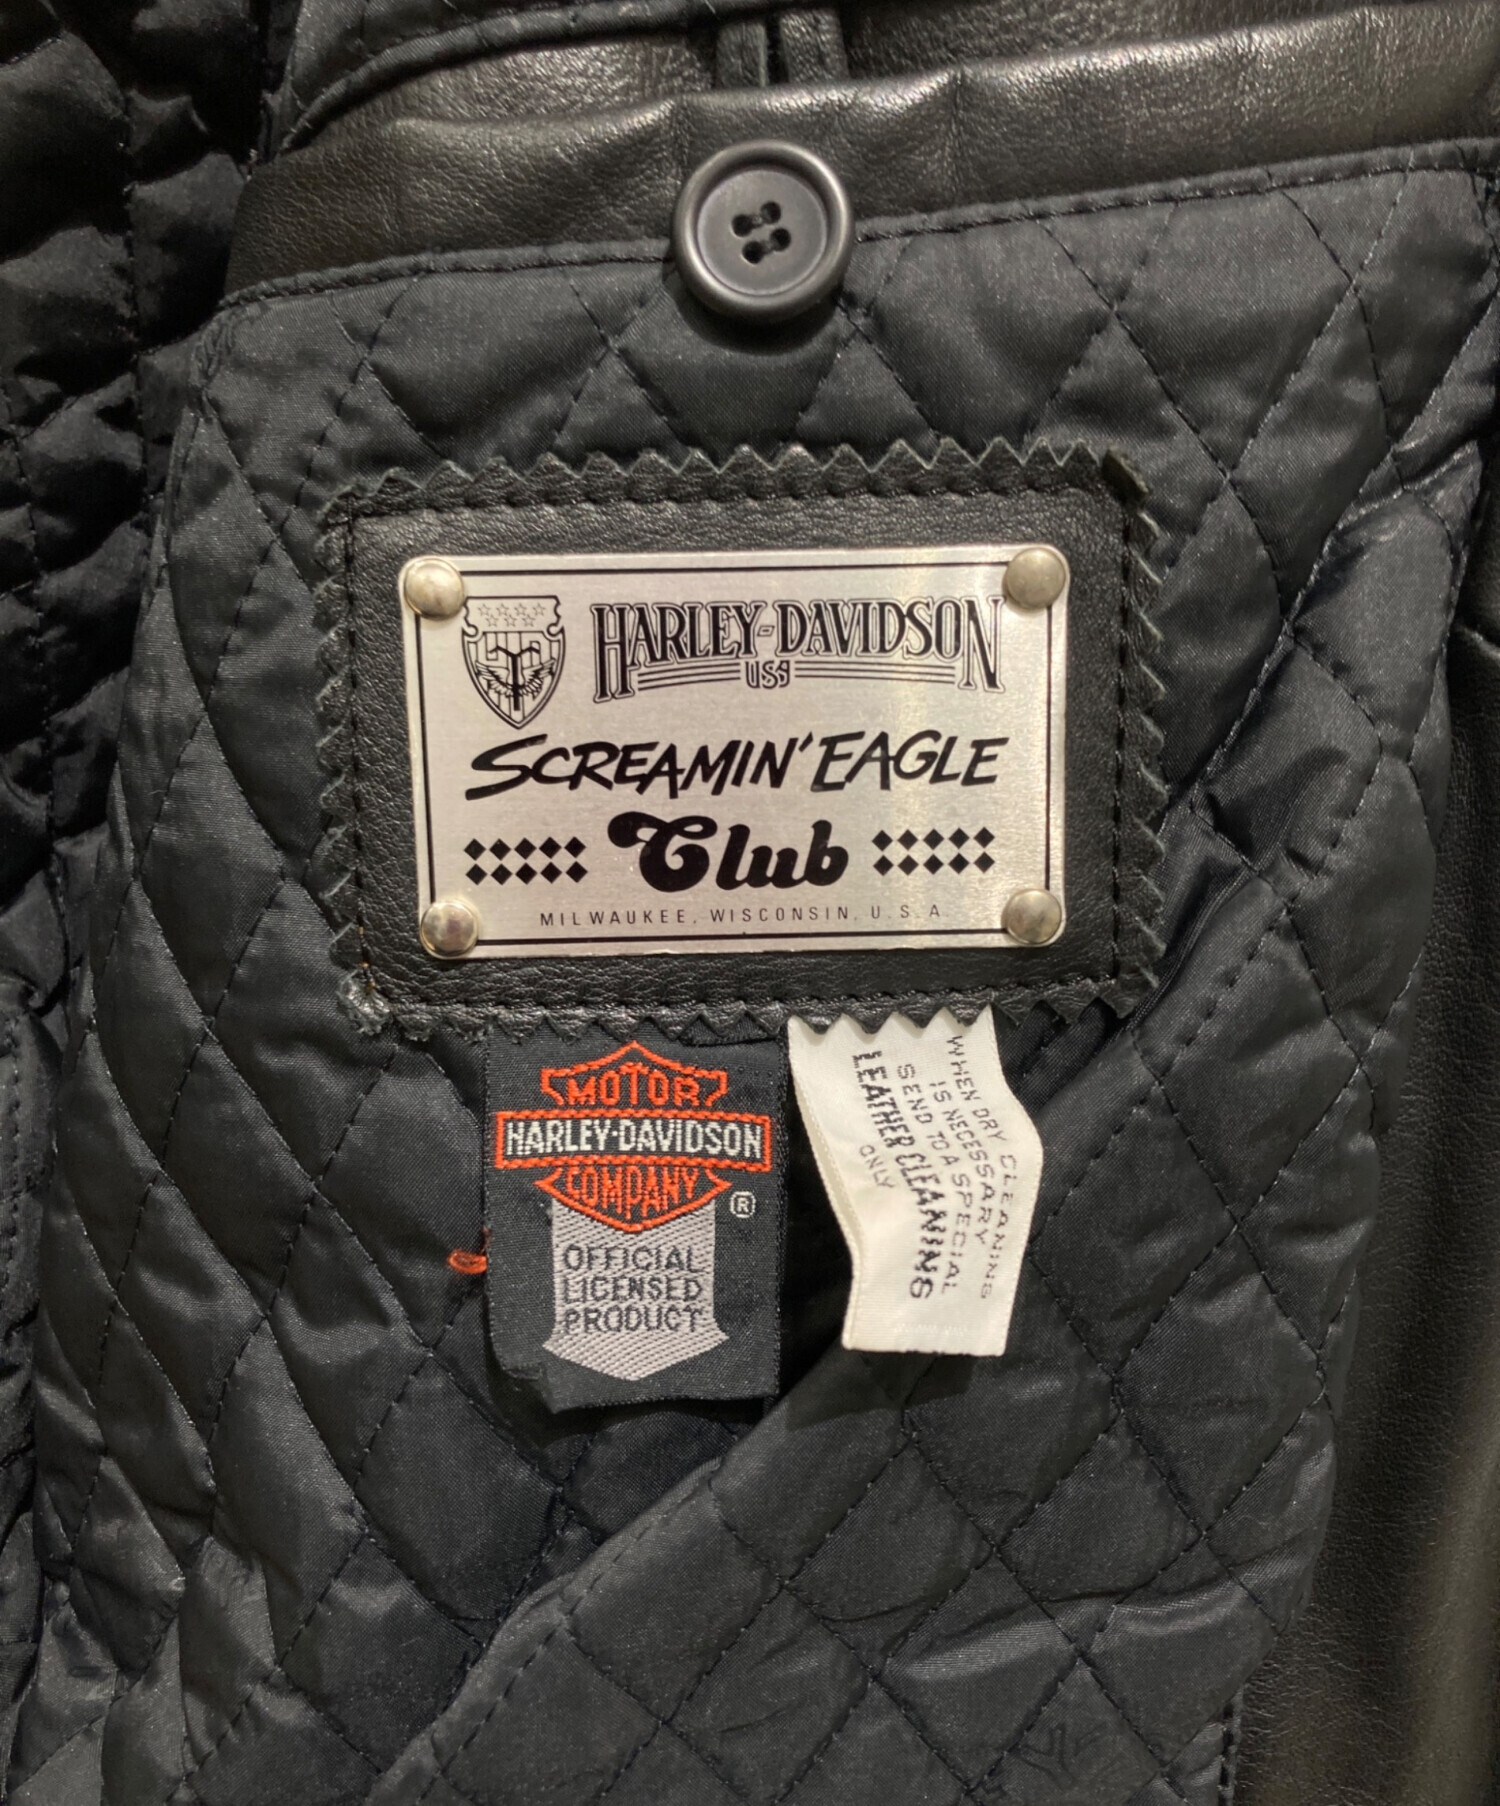 HARLEY-DAVIDSON
USA
SCREAMIN' EAGLE
Club
MILWAUKEE, WISCONSIN, U.S.A
MOTOR
HARLEY-DAVIDSON
COMPANY
®
OFFICIAL
LICENSED
PRODUCT
WHEN DRY CLEANING
IS NECESSARY
SEND TO A SPECIAL
LEATHER CLEANING
ONLY